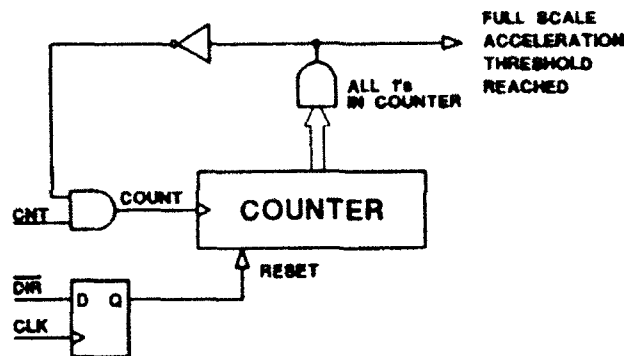 FULL SCALE
ACCELERATION
THRESHOLD
REACHED
ALL 1's
IN COUNTER
COUNT
CNT
COUNTER
RESET
DIR
D Q
CLK